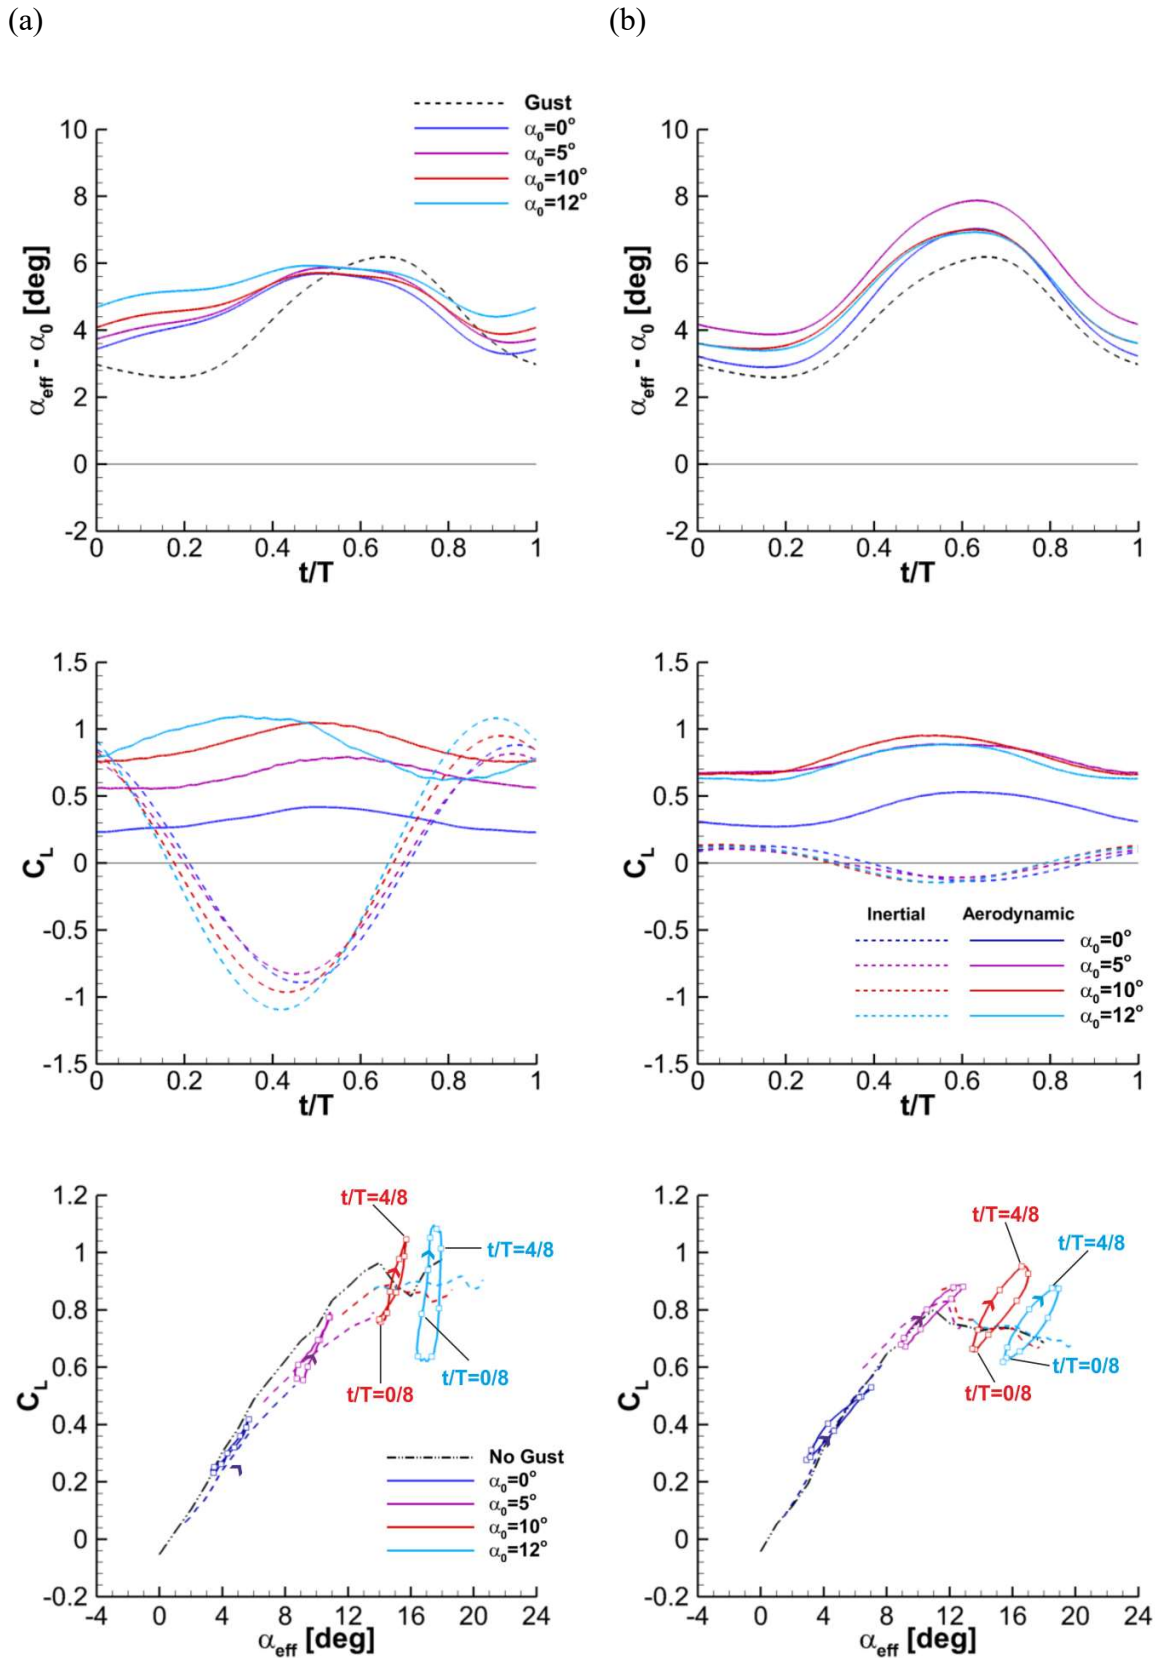 (a)
(b)
Gust
α0=0°
α0=5°
α0=10°
α0=12°
10
8
6
4
2
0
-2
αeff - α0 [deg]
0 0.2 0.4 0.6 0.8 1
t/T
10
8
6
4
2
0
-2
αeff - α0 [deg]
0 0.2 0.4 0.6 0.8 1
t/T
1.5
1
0.5
0
-0.5
-1
-1.5
CL
0 0.2 0.4 0.6 0.8 1
t/T
1.5
1
0.5
0
-0.5
-1
-1.5
CL
Inertial Aerodynamic
α0=0°
α0=5°
α0=10°
α0=12°
0 0.2 0.4 0.6 0.8 1
t/T
1.2
1
0.8
0.6
0.4
0.2
0
-0.2
CL
t/T=4/8
t/T=4/8
t/T=0/8
t/T=0/8
No Gust
α0=0°
α0=5°
α0=10°
α0=12°
-4 0 4 8 12 16 20 24
αeff [deg]
1.2
1
0.8
0.6
0.4
0.2
0
-0.2
CL
t/T=4/8
t/T=4/8
t/T=0/8
t/T=0/8
-4 0 4 8 12 16 20 24
αeff [deg]